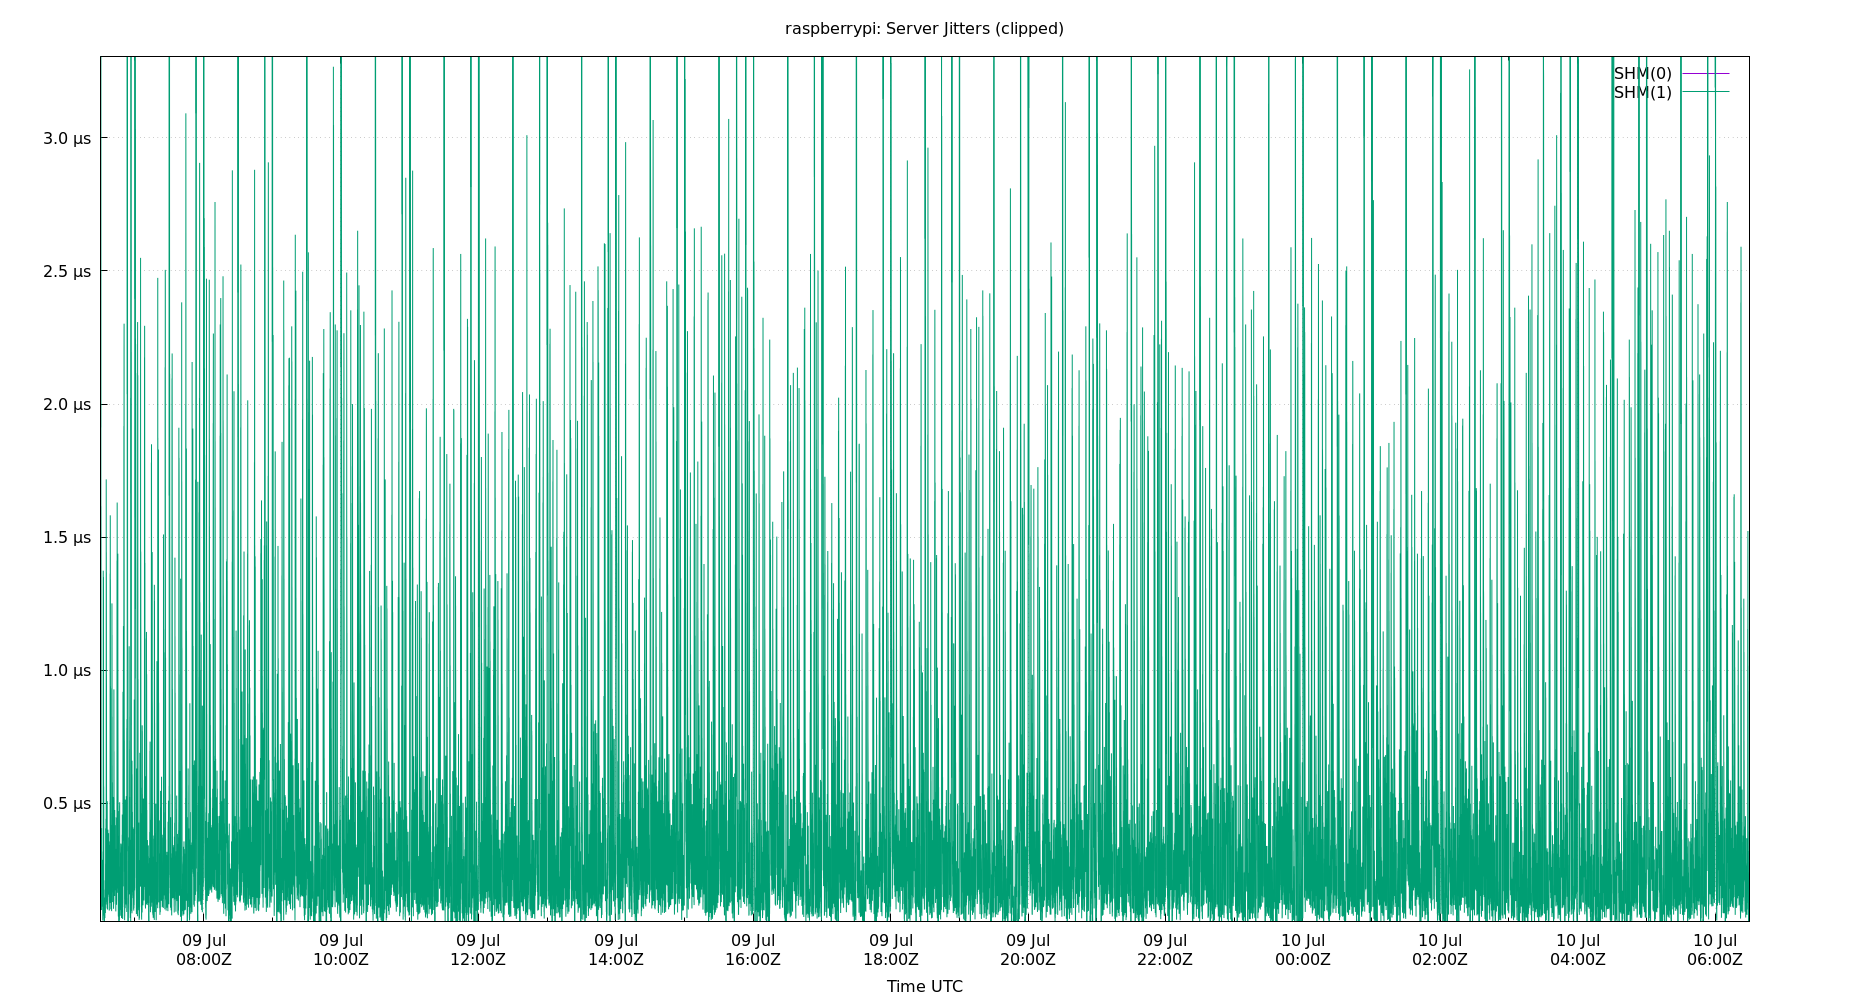 raspberrypi: Server Jitters (clipped)
SHM(0)
SHM(1)
3.0 µs
2.5 µs
2.0 µs
1.5 µs
1.0 µs
0.5 µs
09 Jul 09 Jul 09 Jul 09 Jul 09 Jul 09 Jul 09 Jul 09 Jul 10 Jul 10 Jul 10 Jul 10 Jul
08:00Z 10:00Z 12:00Z 14:00Z 16:00Z 18:00Z 20:00Z 22:00Z 00:00Z 02:00Z 04:00Z 06:00Z
Time UTC